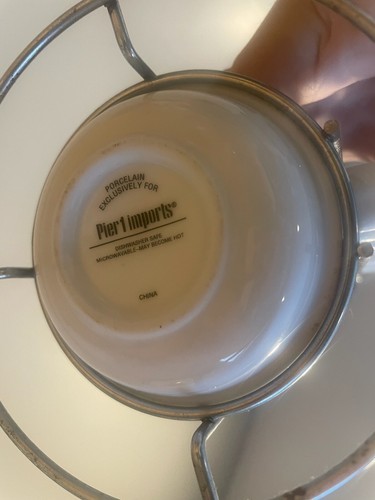 PORCELAIN
EXCLUSIVELY FOR
Pier 1 imports®
DISHWASHER SAFE
MICROWAVABLE-MAY BECOME HOT
CHINA